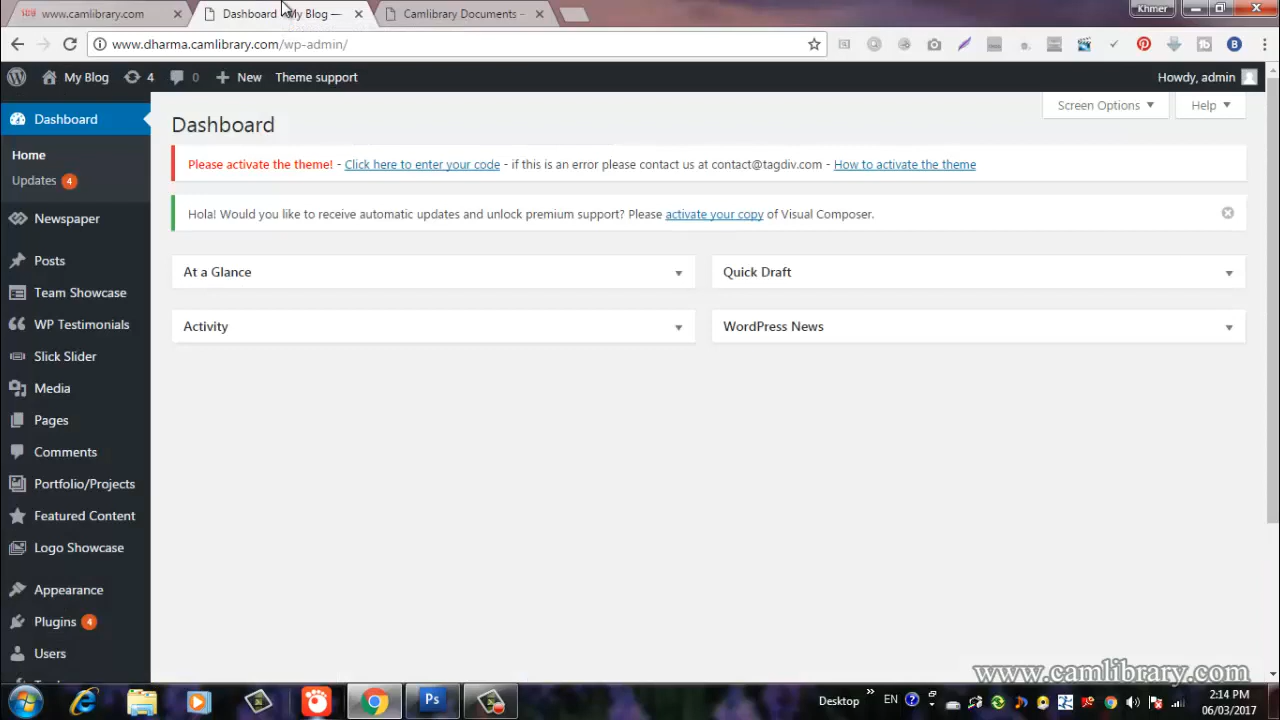 www.camlibrary.com
Dashboard My Blog —
Camlibrary Documents –
Khmer
www.dharma.camlibrary.com/wp-admin/
My Blog
4
0
New
Theme support
Howdy, admin
Dashboard
Home
Updates 4
Newspaper
Posts
Team Showcase
WP Testimonials
Slick Slider
Media
Pages
Comments
Portfolio/Projects
Featured Content
Logo Showcase
Appearance
Plugins 4
Users
Screen Options
Help
Dashboard
Please activate the theme! - Click here to enter your code - if this is an error please contact us at contact@tagdiv.com - How to activate the theme
Hola! Would you like to receive automatic updates and unlock premium support? Please activate your copy of Visual Composer.
At a Glance
Quick Draft
Activity
WordPress News
www.camlibrary.com
Ps
Desktop
EN
2:14 PM
06/03/2017